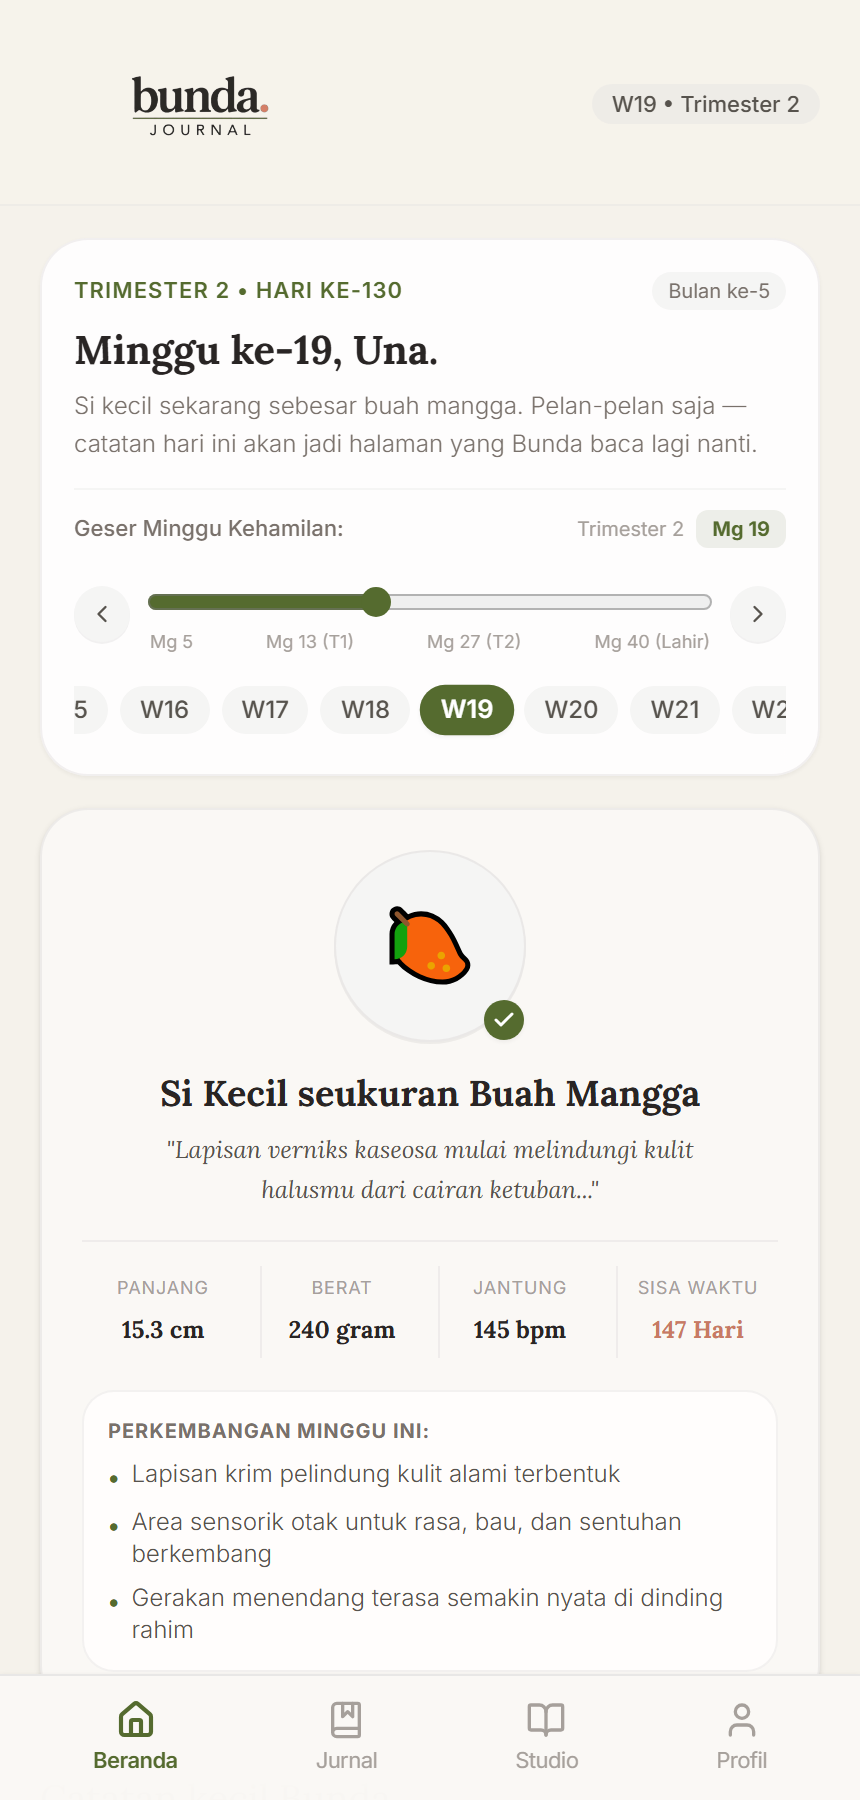 bunda.
JOURNAL
W19 • Trimester 2
TRIMESTER 2 • HARI KE-130
Bulan ke-5
Minggu ke-19, Una.
Si kecil sekarang sebesar buah mangga. Pelan-pelan saja —
catatan hari ini akan jadi halaman yang Bunda baca lagi nanti.
Geser Minggu Kehamilan:
Trimester 2
Mg 19
Mg 5
Mg 13 (T1)
Mg 27 (T2)
Mg 40 (Lahir)
5
W16
W17
W18
W19
W20
W21
W2
Si Kecil seukuran Buah Mangga
"Lapisan verniks kaseosa mulai melindungi kulit
halusmu dari cairan ketuban..."
PANJANG
BERAT
JANTUNG
SISA WAKTU
15.3 cm
240 gram
145 bpm
147 Hari
PERKEMBANGAN MINGGU INI:
• Lapisan krim pelindung kulit alami terbentuk
• Area sensorik otak untuk rasa, bau, dan sentuhan
berkembang
• Gerakan menendang terasa semakin nyata di dinding
rahim
Beranda
Jurnal
Studio
Profil